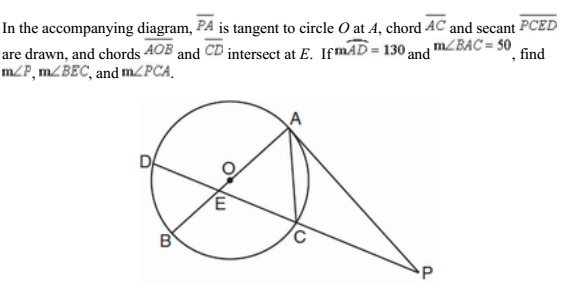 In the accompanying diagram, PA is tangent to circle O at A, chord AC and secant PCED
are drawn, and chords AOB and CD intersect at E. If mAD = 130 and m∠BAC = 50, find
m∠P, m∠BEC, and m∠PCA.
A
D
O
E
B
C
P